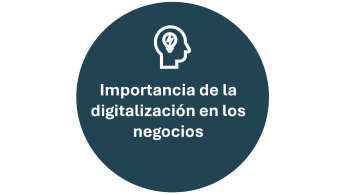 Importancia de la
digitalización en los
negocios